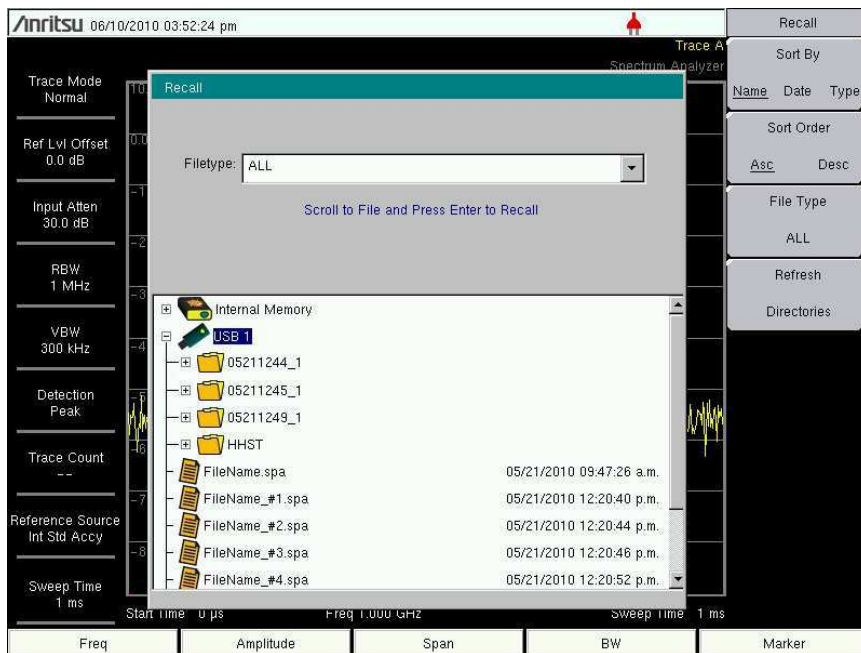 Anritsu 06/10/2010 03:52:24 pm
Trace A
Spectrum Analyzer
Trace Mode
Normal
Ref Lvl Offset
0.0 dB
Input Atten
30.0 dB
RBW
1 MHz
VBW
300 kHz
Detection
Peak
Trace Count
--
Reference Source
Int Std Accy
Sweep Time
1 ms
Recall
Filetype: ALL
Scroll to File and Press Enter to Recall
Internal Memory
USB 1
05211244_1
05211245_1
05211249_1
HHST
FileName.spa 05/21/2010 09:47:26 a.m.
FileName_#1.spa 05/21/2010 12:20:40 p.m.
FileName_#2.spa 05/21/2010 12:20:44 p.m.
FileName_#3.spa 05/21/2010 12:20:46 p.m.
FileName_#4.spa 05/21/2010 12:20:52 p.m.
Start Time 0 µs Freq 1.000 GHz Sweep Time 1 ms
Recall
Sort By
Name Date Type
Sort Order
Asc Desc
File Type
ALL
Refresh
Directories
Freq Amplitude Span BW Marker